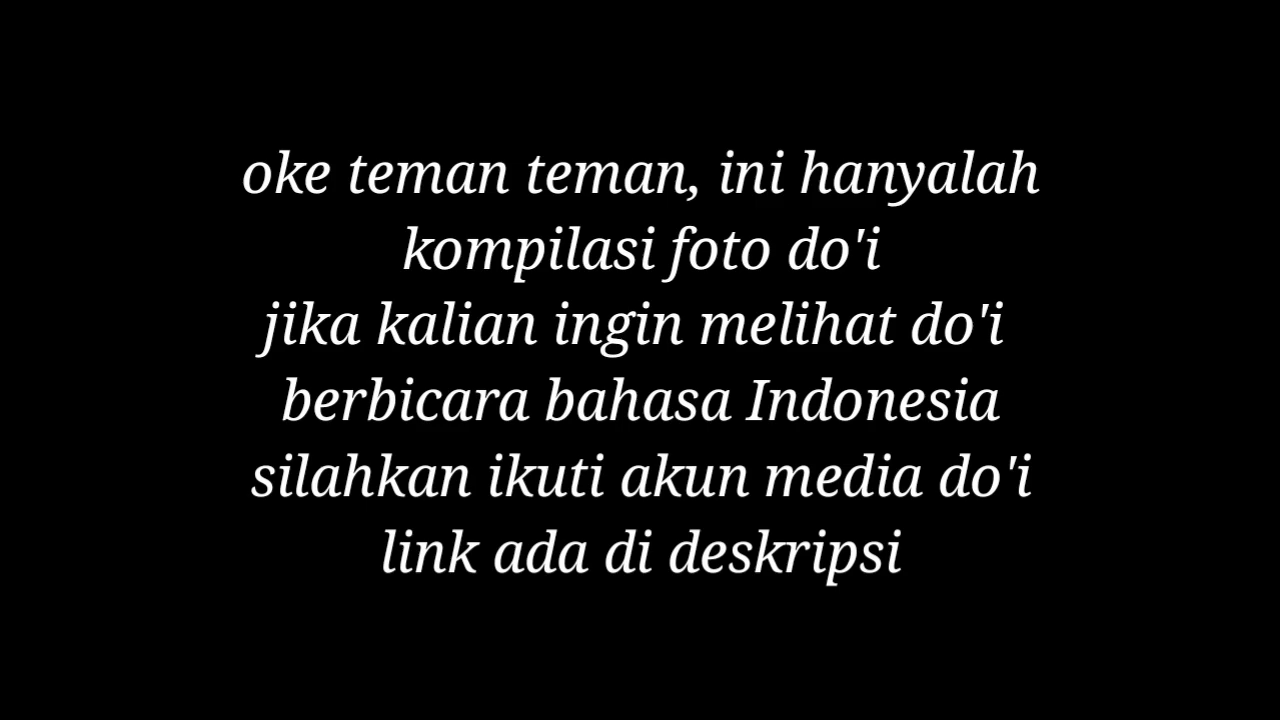 oke teman teman, ini hanyalah
kompilasi foto do'i
jika kalian ingin melihat do'i
berbicara bahasa Indonesia
silahkan ikuti akun media do'i
link ada di deskripsi